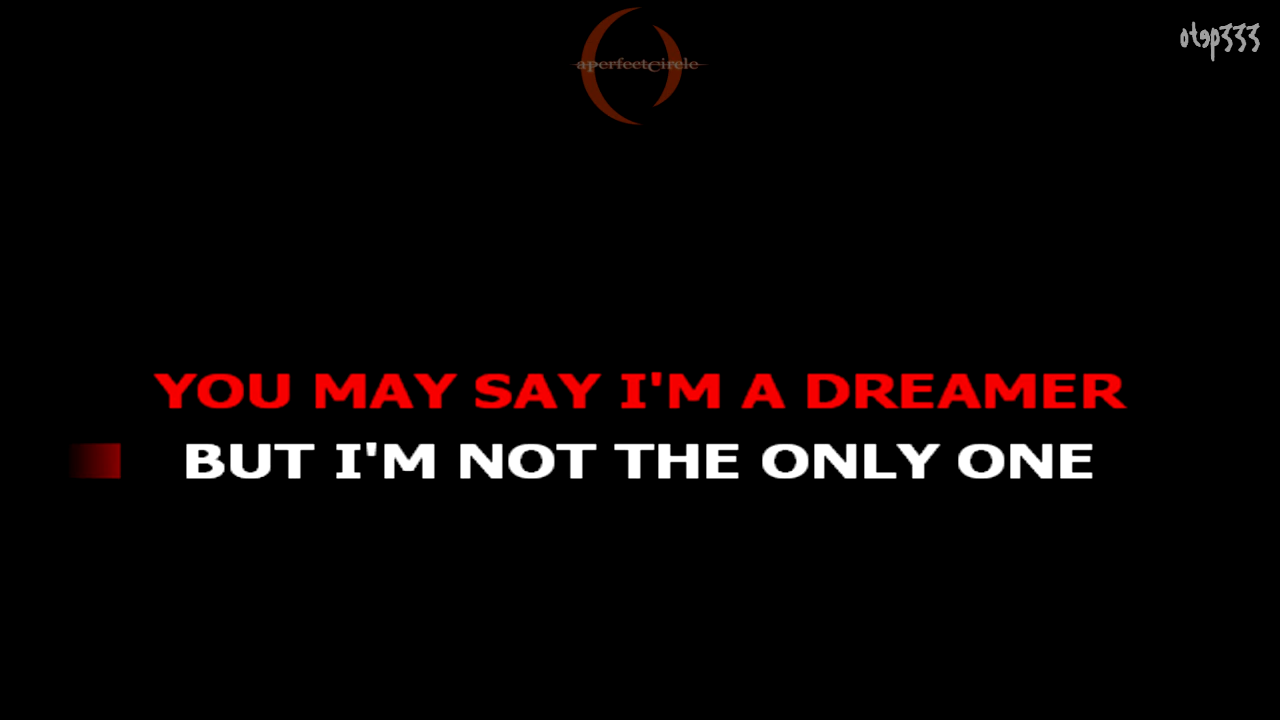 aperfectcircle
otep333
YOU MAY SAY I'M A DREAMER
BUT I'M NOT THE ONLY ONE